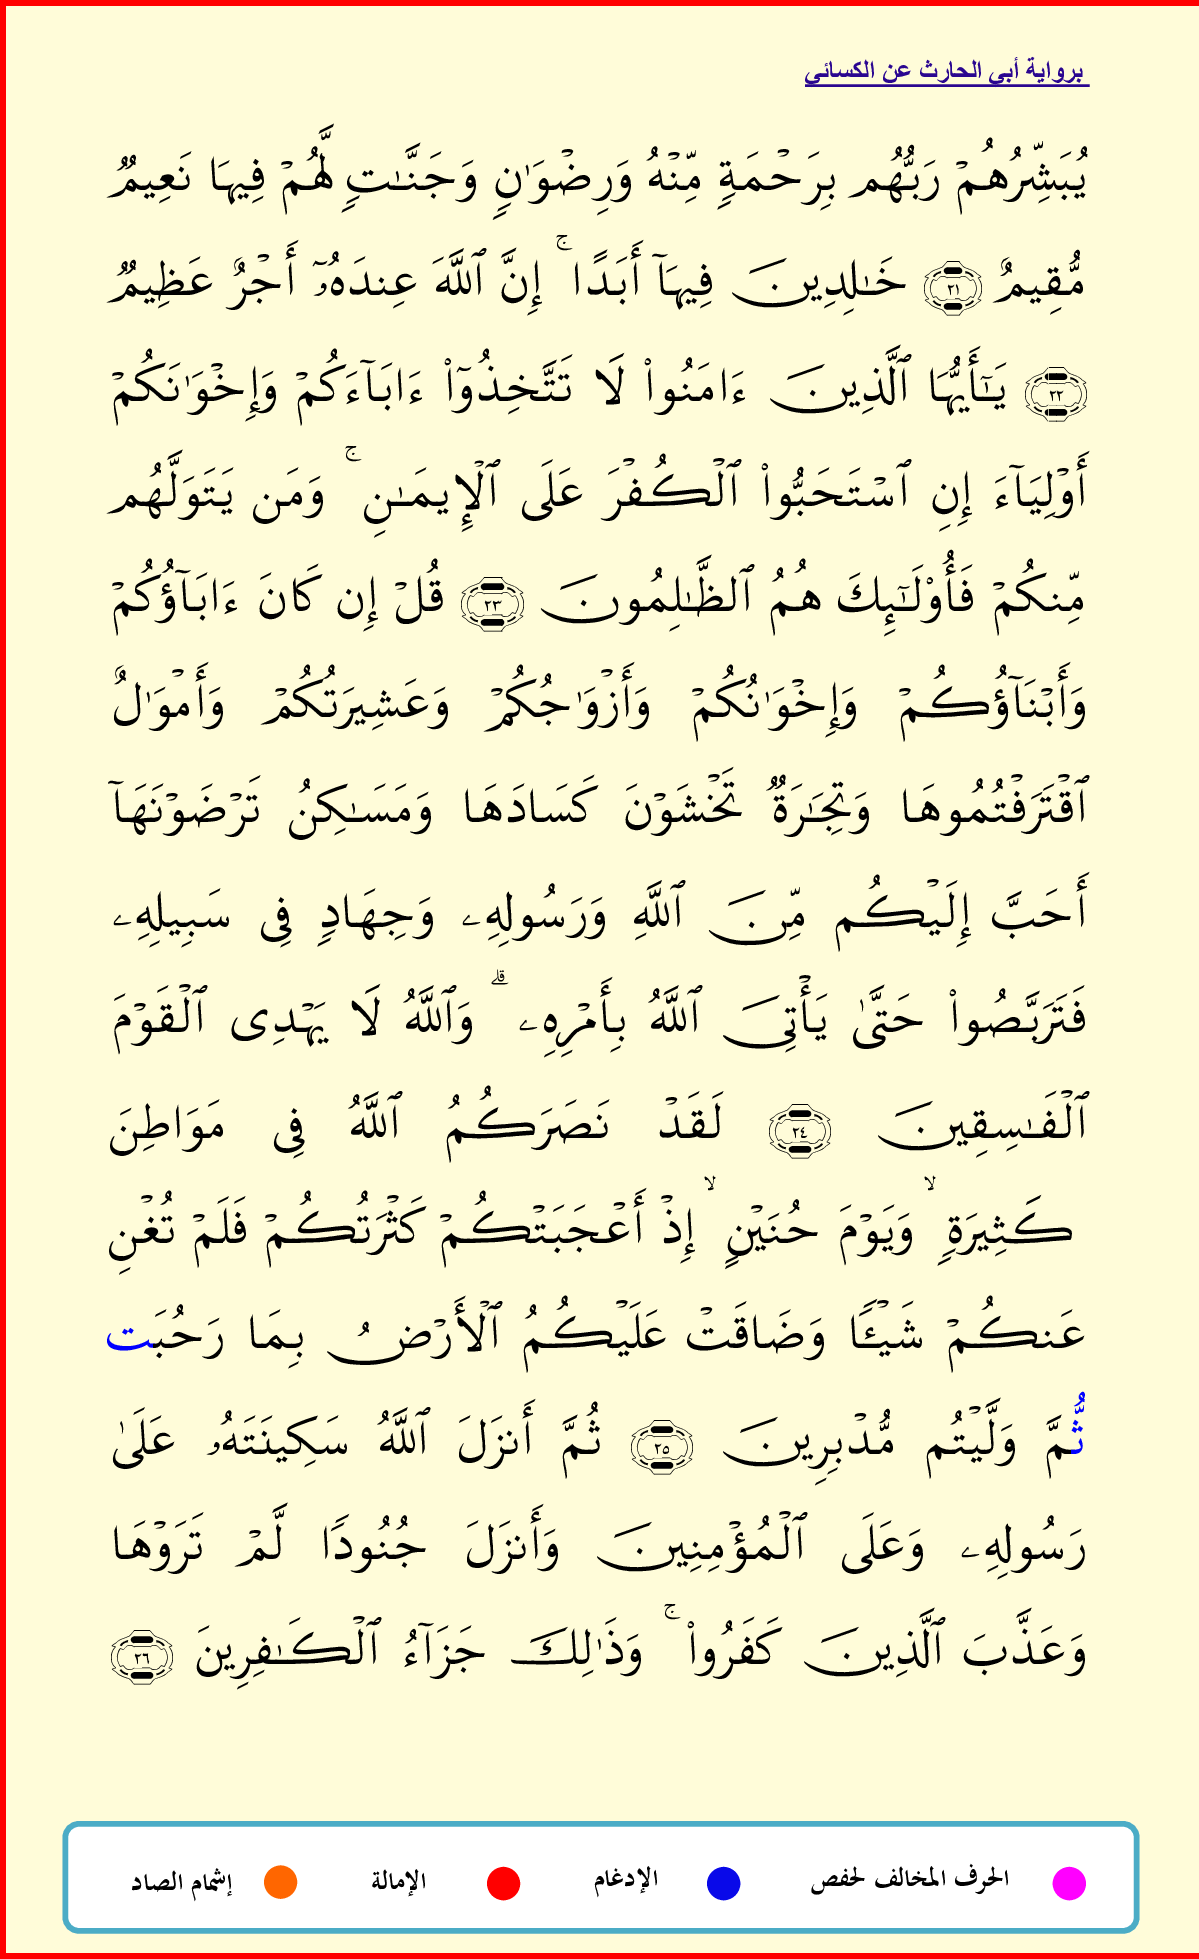 برواية أبي الحارث عن الكسائي
يُبَشِّرُهُمۡ رَبُّهُم بِرَحۡمَةٖ مِّنۡهُ وَرِضۡوَٰنٖ وَجَنَّـٰتٖ لَّهُمۡ فِيهَا نَعِيمٞ
مُّقِيمٌ ٢١ خَـٰلِدِينَ فِيهَآ أَبَدًاۚ إِنَّ ٱللَّهَ عِندَهُۥٓ أَجۡرٌ عَظِيمٞ
٢٢ يَـٰٓأَيُّهَا ٱلَّذِينَ ءَامَنُواْ لَا تَتَّخِذُوٓاْ ءَابَآءَكُمۡ وَإِخۡوَٰنَكُمۡ
أَوۡلِيَآءَ إِنِ ٱسۡتَحَبُّواْ ٱلۡكُفۡرَ عَلَى ٱلۡإِيمَـٰنِۚ وَمَن يَتَوَلَّهُم
مِّنكُمۡ فَأُوْلَـٰٓئِكَ هُمُ ٱلظَّـٰلِمُونَ ٢٣ قُلۡ إِن كَانَ ءَابَآؤُكُمۡ
وَأَبۡنَآؤُكُمۡ وَإِخۡوَٰنُكُمۡ وَأَزۡوَٰجُكُمۡ وَعَشِيرَتُكُمۡ وَأَمۡوَٰلٌ
ٱقۡتَرَفۡتُمُوهَا وَتِجَـٰرَةٞ تَخۡشَوۡنَ كَسَادَهَا وَمَسَـٰكِنُ تَرۡضَوۡنَهَآ
أَحَبَّ إِلَيۡكُم مِّنَ ٱللَّهِ وَرَسُولِهِۦ وَجِهَادٖ فِي سَبِيلِهِۦ
فَتَرَبَّصُواْ حَتَّىٰ يَأۡتِيَ ٱللَّهُ بِأَمۡرِهِۦۗ وَٱللَّهُ لَا يَهۡدِي ٱلۡقَوۡمَ
ٱلۡفَـٰسِقِينَ ٢٤ لَقَدۡ نَصَرَكُمُ ٱللَّهُ فِي مَوَاطِنَ
كَثِيرَةٖۙ وَيَوۡمَ حُنَيۡنٍۙ إِذۡ أَعۡجَبَتۡكُمۡ كَثۡرَتُكُمۡ فَلَمۡ تُغۡنِ
عَنكُمۡ شَيۡـٔٗا وَضَاقَتۡ عَلَيۡكُمُ ٱلۡأَرۡضُ بِمَا رَحُبَت
ثُّمَّ وَلَّيۡتُم مُّدۡبِرِينَ ٢٥ ثُمَّ أَنزَلَ ٱللَّهُ سَكِينَتَهُۥ عَلَىٰ
رَسُولِهِۦ وَعَلَى ٱلۡمُؤۡمِنِينَ وَأَنزَلَ جُنُودٗا لَّمۡ تَرَوۡهَا
وَعَذَّبَ ٱلَّذِينَ كَفَرُواْۚ وَذَٰلِكَ جَزَآءُ ٱلۡكَـٰفِرِينَ ٢٦
الحرف المخالف لحفص الإدغام الإمالة إشمام الصاد